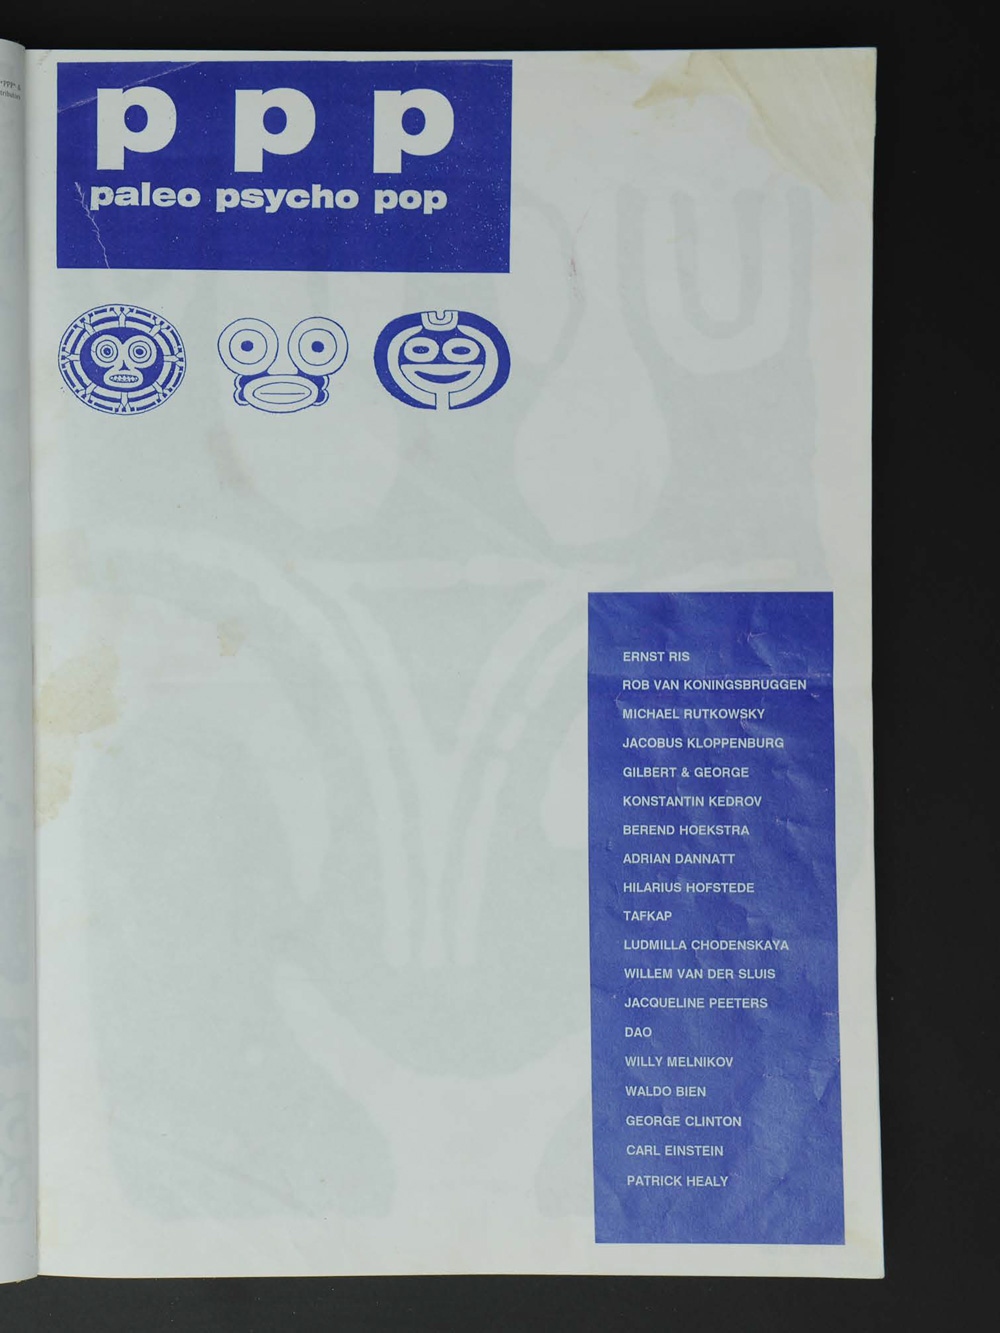 p p p
paleo psycho pop
ERNST RIS
ROB VAN KONINGSBRUGGEN
MICHAEL RUTKOWSKY
JACOBUS KLOPPENBURG
GILBERT & GEORGE
KONSTANTIN KEDROV
BEREND HOEKSTRA
ADRIAN DANNATT
HILARIUS HOFSTEDE
TAFKAP
LUDMILLA CHODENSKAYA
WILLEM VAN DER SLUIS
JACQUELINE PEETERS
DAO
WILLY MELNIKOV
WALDO BIEN
GEORGE CLINTON
CARL EINSTEIN
PATRICK HEALY